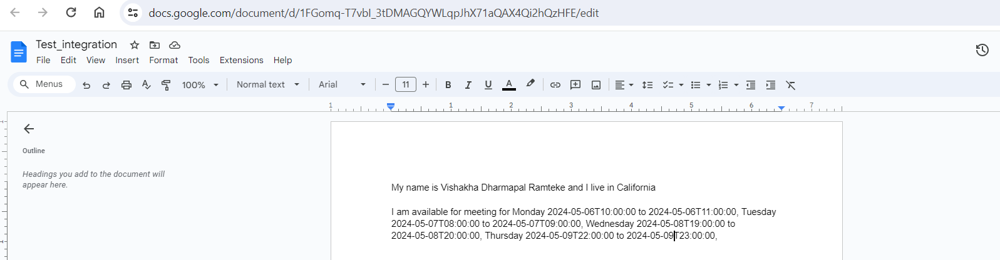 docs.google.com/document/d/1FGomq-T7vbI_3tDMAGQYWLqpJhX71aQAX4Qi2hQzHFE/edit
Test_integration
File Edit View Insert Format Tools Extensions Help
Menus 100% Normal text Arial 11 B I U A
1 1 2 3 4 5 6 7
Outline
Headings you add to the document will
appear here.
My name is Vishakha Dharmapal Ramteke and I live in California
I am available for meeting for Monday 2024-05-06T10:00:00 to 2024-05-06T11:00:00, Tuesday
2024-05-07T08:00:00 to 2024-05-07T09:00:00, Wednesday 2024-05-08T19:00:00 to
2024-05-08T20:00:00, Thursday 2024-05-09T22:00:00 to 2024-05-09T23:00:00,